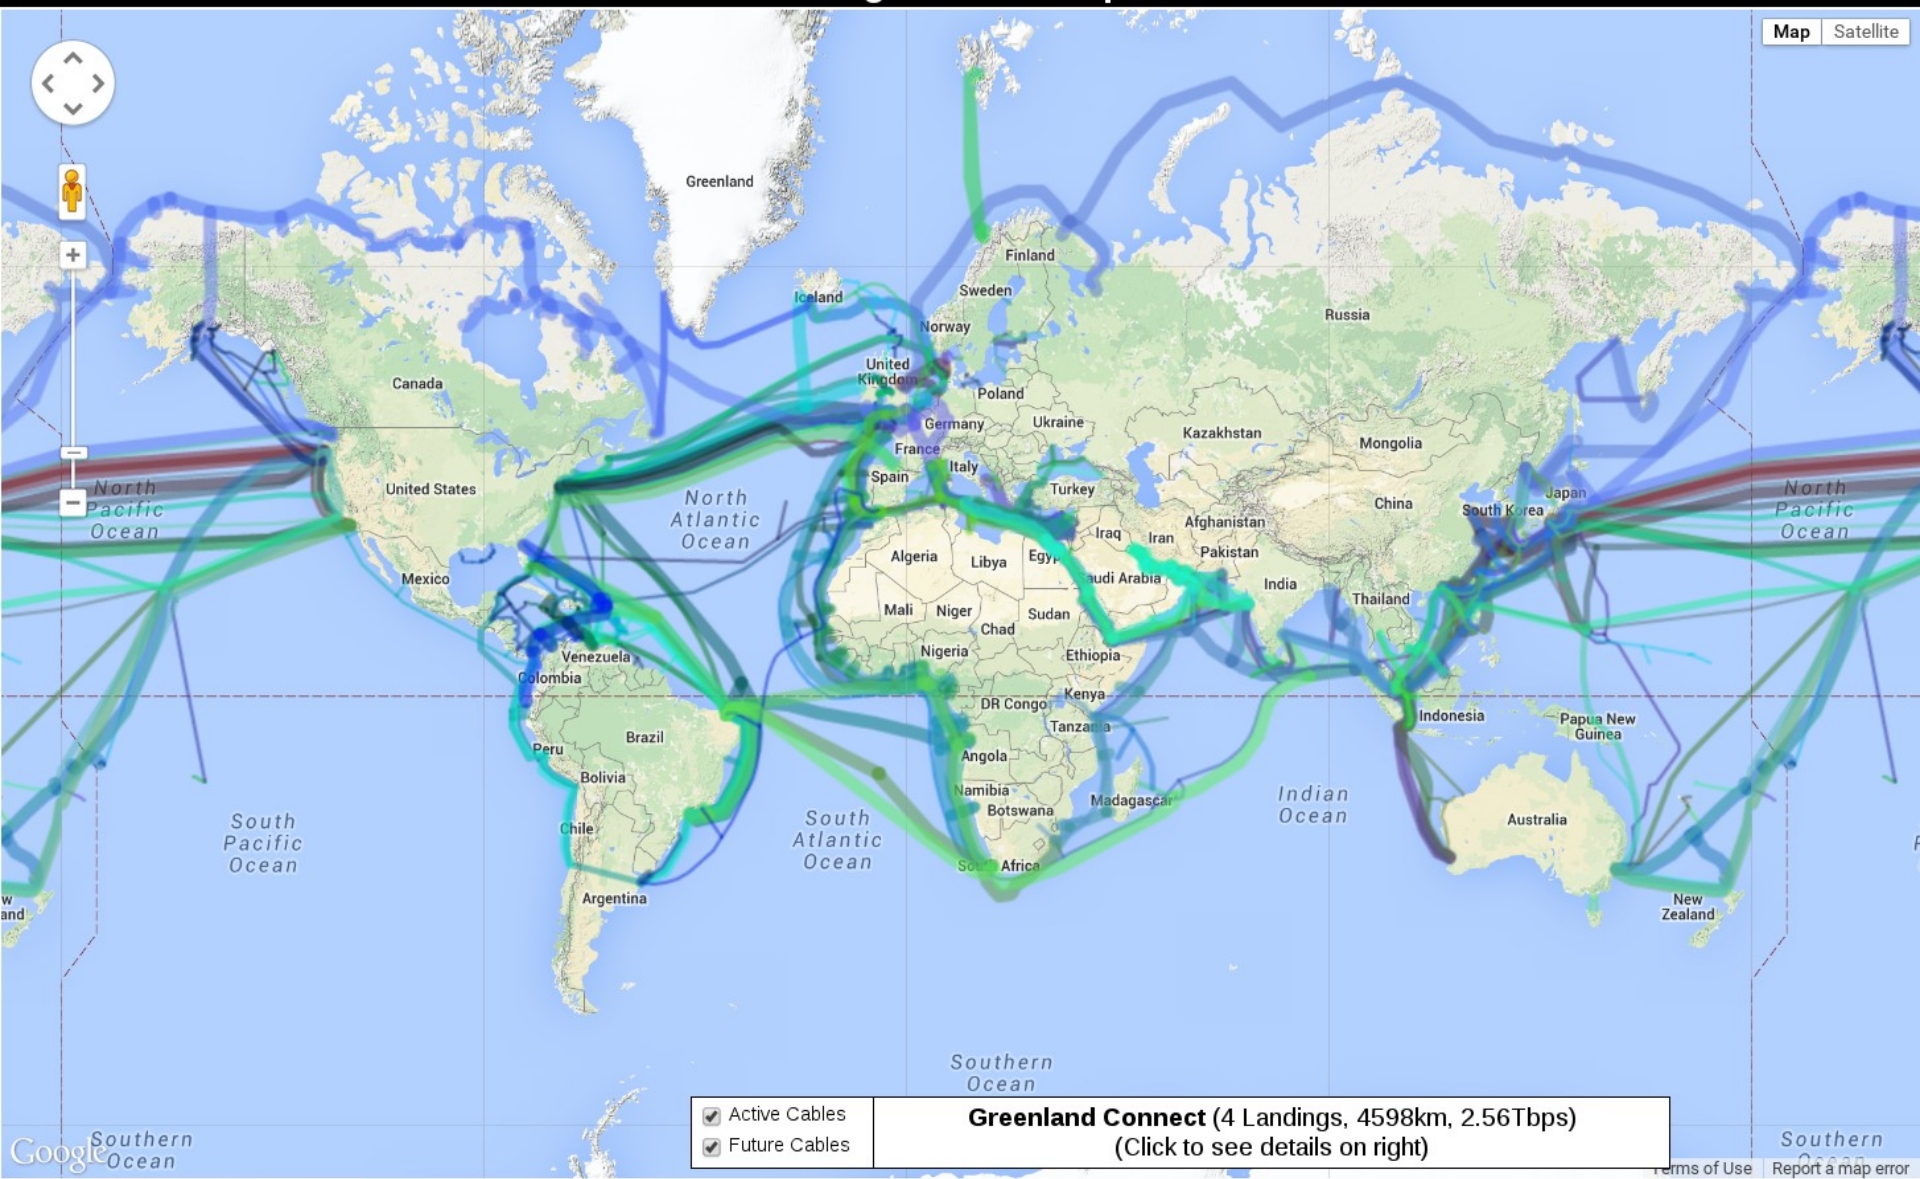 Map
Satellite
Greenland
Finland
Iceland
Sweden
Russia
Norway
United
Kingdom
Canada
Poland
Germany
Ukraine
Kazakhstan
Mongolia
France
Italy
Spain
United States
Turkey
China
Japan
South Korea
North
Pacific
Ocean
North
Atlantic
Ocean
North
Pacific
Ocean
Iraq
Iran
Afghanistan
Pakistan
Algeria
Libya
Egyp
Saudi Arabia
India
Mexico
Mali
Niger
Sudan
Chad
Thailand
Nigeria
Ethiopia
Venezuela
Colombia
DR Congo
Kenya
Tanzania
Indonesia
Papua New
Guinea
Peru
Brazil
Angola
Bolivia
Namibia
Botswana
Madagascar
Indian
Ocean
Chile
South
Pacific
Ocean
South
Atlantic
Ocean
Australia
South Africa
Argentina
w
and
New
Zealand
Southern
Ocean
Active Cables
Future Cables
Greenland Connect (4 Landings, 4598km, 2.56Tbps)
(Click to see details on right)
Google
Southern
Ocean
Southern
Ocean
Terms of Use
Report a map error